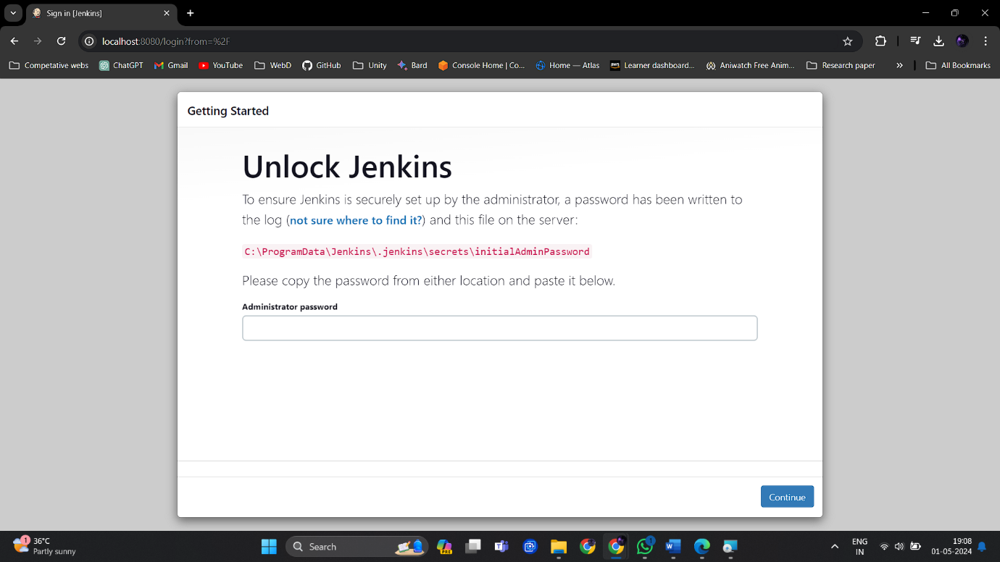 Sign in [Jenkins]
localhost:8080/login?from=%2F
Competative webs ChatGPT Gmail YouTube WebD GitHub Unity Bard Console Home | Co... Home — Atlas aws Learner dashboard... Aniwatch Free Anim... Research paper » All Bookmarks
Getting Started
Unlock Jenkins
To ensure Jenkins is securely set up by the administrator, a password has been written to
the log (not sure where to find it?) and this file on the server:
C:\ProgramData\Jenkins\.jenkins\secrets\initialAdminPassword
Please copy the password from either location and paste it below.
Administrator password
Continue
1 36°C
Partly sunny
Search
PRE
1
ENG
IN
19:08
01-05-2024